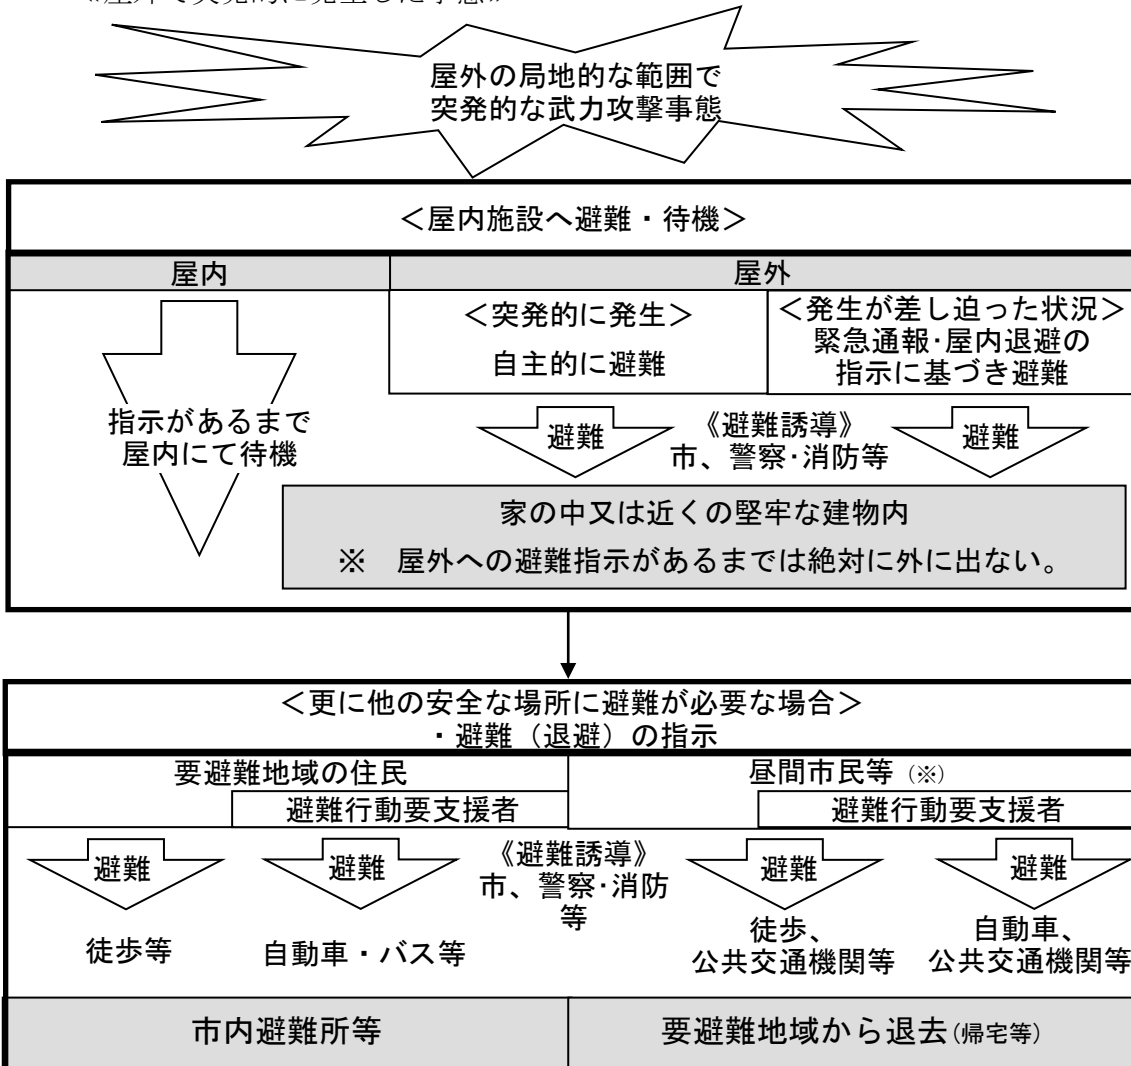 屋外の局地的な範囲で
突発的な武力攻撃事態
＜屋内施設へ避難・待機＞
屋内
屋外
＜突発的に発生＞
自主的に避難
＜発生が差し迫った状況＞
緊急通報･屋内退避の
指示に基づき避難
指示があるまで
屋内にて待機
避難
《避難誘導》
市、警察･消防等
避難
家の中又は近くの堅牢な建物内
※　屋外への避難指示があるまでは絶対に外に出ない。
＜更に他の安全な場所に避難が必要な場合＞
・避難（退避）の指示
要避難地域の住民
避難行動要支援者
昼間市民等（※）
避難行動要支援者
避難
避難
《避難誘導》
市、警察･消防
等
避難
避難
徒歩等
自動車・バス等
徒歩、
公共交通機関等
自動車、
公共交通機関等
市内避難所等
要避難地域から退去(帰宅等)